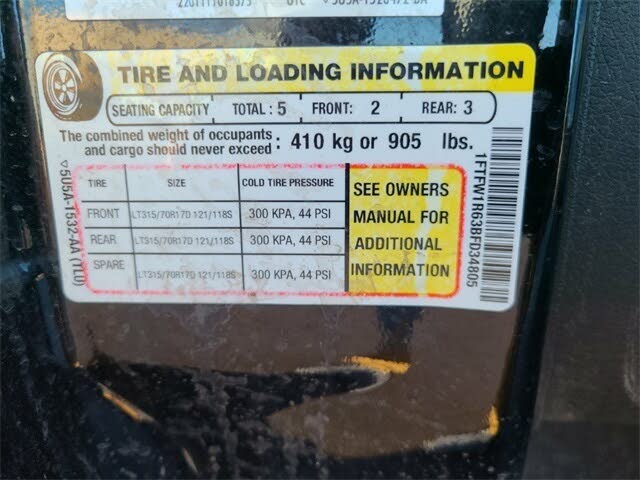 UTC
TIRE AND LOADING INFORMATION
SEATING CAPACITY TOTAL : 5 FRONT: 2 REAR: 3
The combined weight of occupants and cargo should never exceed : 410 kg or 905 lbs.
TIRE SIZE COLD TIRE PRESSURE
FRONT LT315/70R17D 121/118S 300 KPA, 44 PSI
REAR LT315/70R17D 121/118S 300 KPA, 44 PSI
SPARE LT315/70R17D 121/118S 300 KPA, 44 PSI
SEE OWNERS
MANUAL FOR
ADDITIONAL
INFORMATION
5U5A-1532-AA (TLU)
1FTFW1R63BFD34805